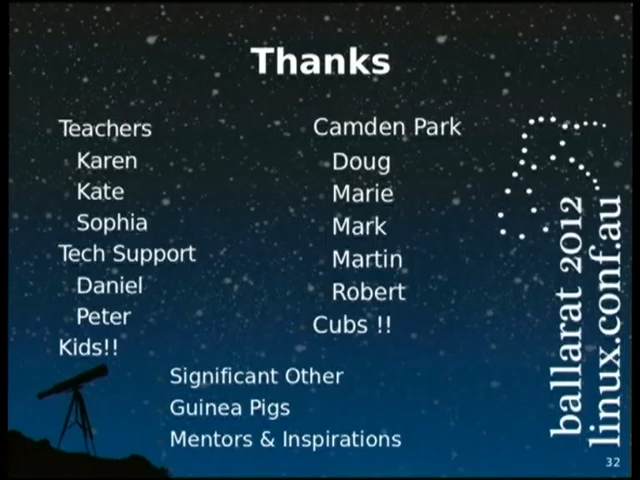 Thanks
Teachers
Karen
Kate
Sophia
Tech Support
Daniel
Peter
Kids!!
Camden Park
Doug
Marie
Mark
Martin
Robert
Cubs !!
Significant Other
Guinea Pigs
Mentors & Inspirations
ballarat 2012
linux.conf.au
32